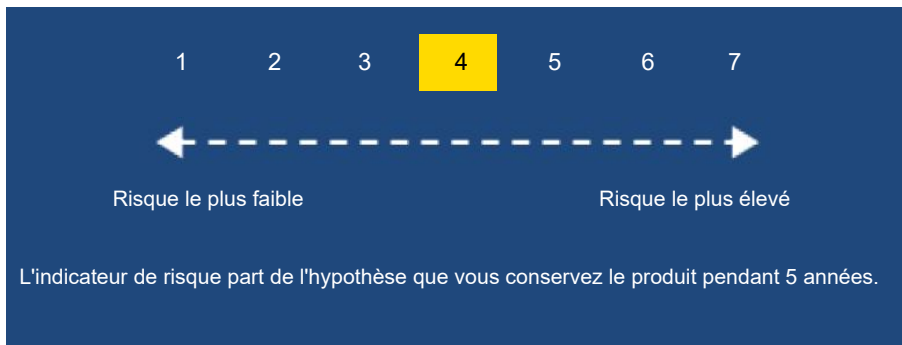 1 2 3 4 5 6 7
Risque le plus faible Risque le plus élevé
L'indicateur de risque part de l'hypothèse que vous conservez le produit pendant 5 années.